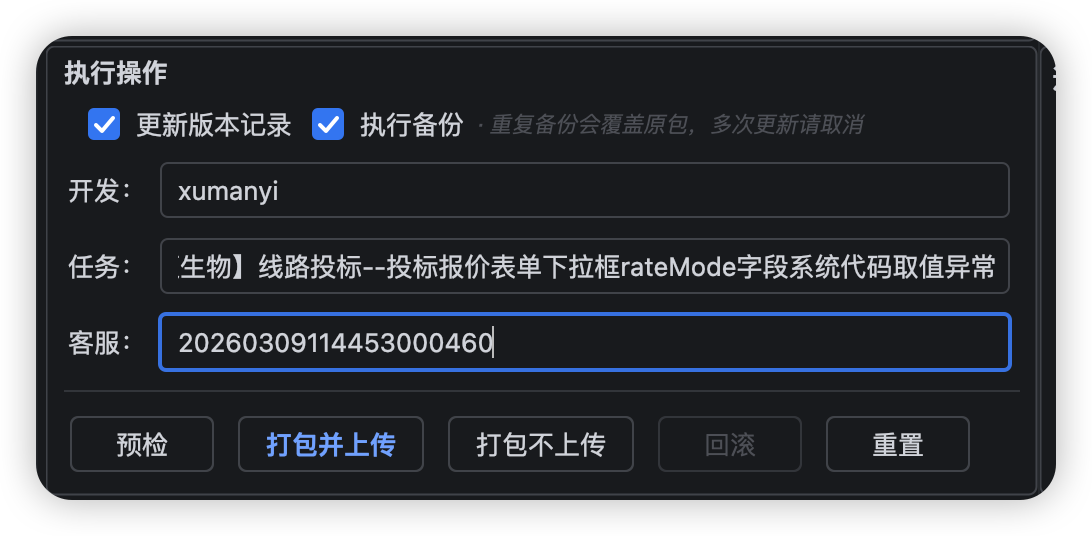 执行操作
更新版本记录 执行备份 · 重复备份会覆盖原包，多次更新请取消
开发： xumanyi
任务： 生物】线路投标--投标报价表单下拉框rateMode字段系统代码取值异常
客服： 20260309114453000460
预检 打包并上传 打包不上传 回滚 重置